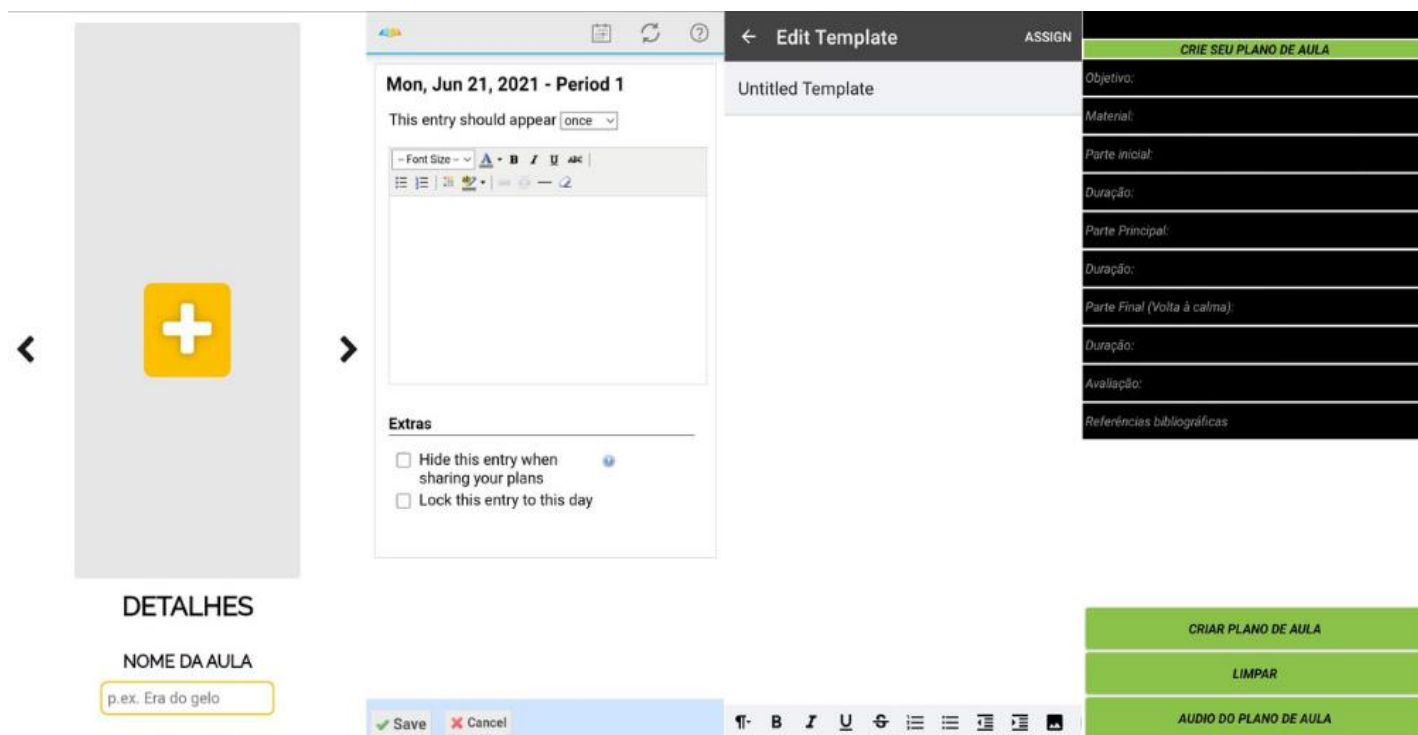 DETALHES
NOME DA AULA
p.ex. Era do gelo
Mon, Jun 21, 2021 - Period 1
This entry should appear once
-- Font Size -- A B I U ABC
Extras
Hide this entry when
sharing your plans
Lock this entry to this day
Save Cancel
Edit Template ASSIGN
Untitled Template
B I U S
CRIE SEU PLANO DE AULA
Objetivo:
Material:
Parte inicial:
Duração:
Parte Principal:
Duração:
Parte Final (Volta à calma):
Duração:
Avaliação:
Referências bibliográficas
CRIAR PLANO DE AULA
LIMPAR
AUDIO DO PLANO DE AULA